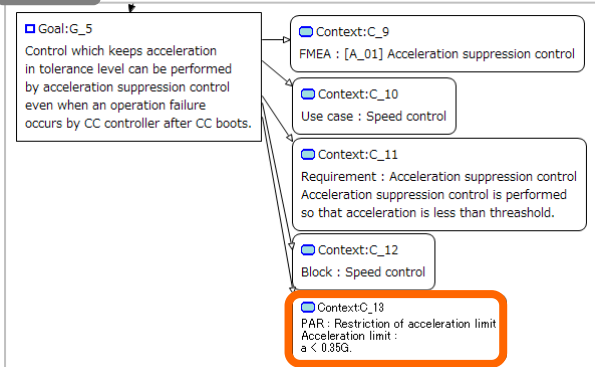 Goal:G_5
Control which keeps acceleration
in tolerance level can be performed
by acceleration suppression control
even when an operation failure
occurs by CC controller after CC boots.
Context:C_9
FMEA : [A_01] Acceleration suppression control
Context:C_10
Use case : Speed control
Context:C_11
Requirement : Acceleration suppression control
Acceleration suppression control is performed
so that acceleration is less than threashold.
Context:C_12
Block : Speed control
Context:C_13
PAR : Restriction of acceleration limit
Acceleration limit :
a < 0.35G.